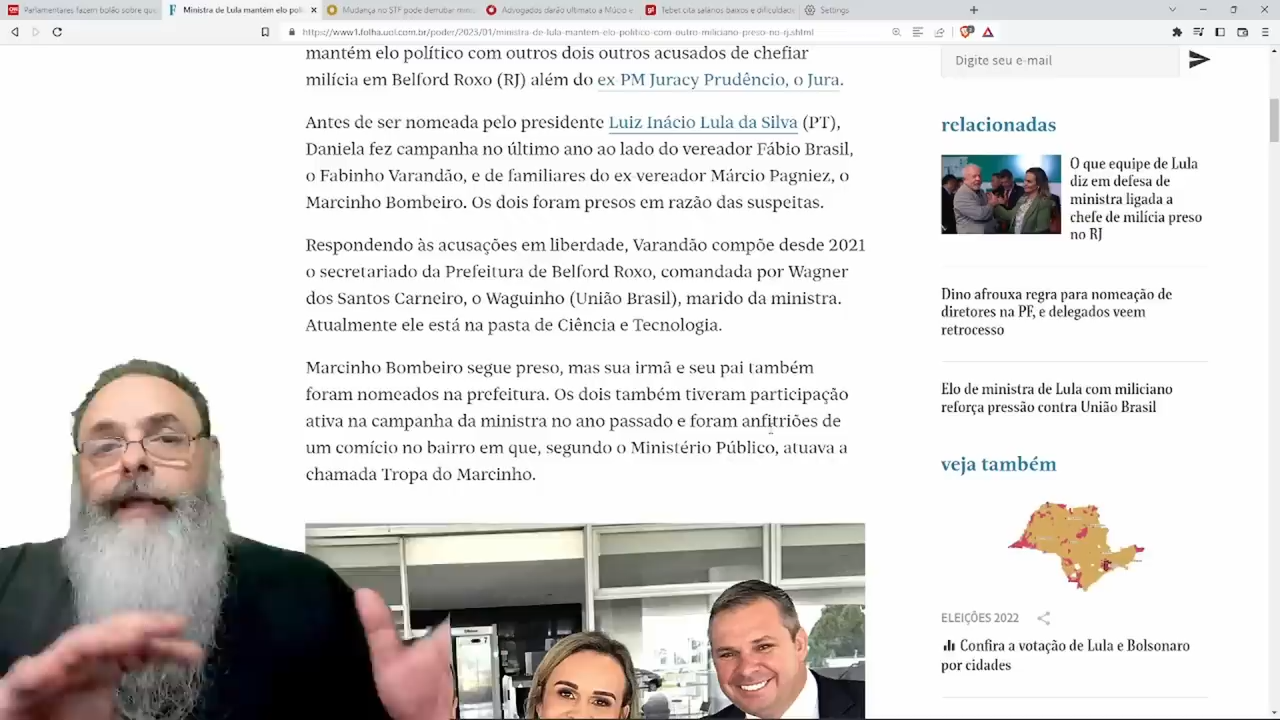 Parlamentares fazem bolão sobre qu
Ministra de Lula mantém elo polí
Mudança no STF pode derrubar minis
Advogados darão ultimato a Múcio e
Tebet cita salários baixos e dificuldad
Settings
https://www1.folha.uol.com.br/poder/2023/01/ministra-de-lula-mantem-elo-politico-com-outro-miliciano-preso-no-rj.shtml
mantém elo político com outros dois outros acusados de chefiar
milícia em Belford Roxo (RJ) além do ex PM Juracy Prudêncio, o Jura.
Antes de ser nomeada pelo presidente Luiz Inácio Lula da Silva (PT),
Daniela fez campanha no último ano ao lado do vereador Fábio Brasil,
o Fabinho Varandão, e de familiares do ex vereador Márcio Pagniez, o
Marcinho Bombeiro. Os dois foram presos em razão das suspeitas.
Respondendo às acusações em liberdade, Varandão compõe desde 2021
o secretariado da Prefeitura de Belford Roxo, comandada por Wagner
dos Santos Carneiro, o Waguinho (União Brasil), marido da ministra.
Atualmente ele está na pasta de Ciência e Tecnologia.
Marcinho Bombeiro segue preso, mas sua irmã e seu pai também
foram nomeados na prefeitura. Os dois também tiveram participação
ativa na campanha da ministra no ano passado e foram anfitriões de
um comício no bairro em que, segundo o Ministério Público, atuava a
chamada Tropa do Marcinho.
Digite seu e-mail
relacionadas
O que equipe de Lula
diz em defesa de
ministra ligada a
chefe de milícia preso
no RJ
Dino afrouxa regra para nomeação de
diretores na PF, e delegados veem
retrocesso
Elo de ministra de Lula com miliciano
reforça pressão contra União Brasil
veja também
ELEIÇÕES 2022
Confira a votação de Lula e Bolsonaro
por cidades